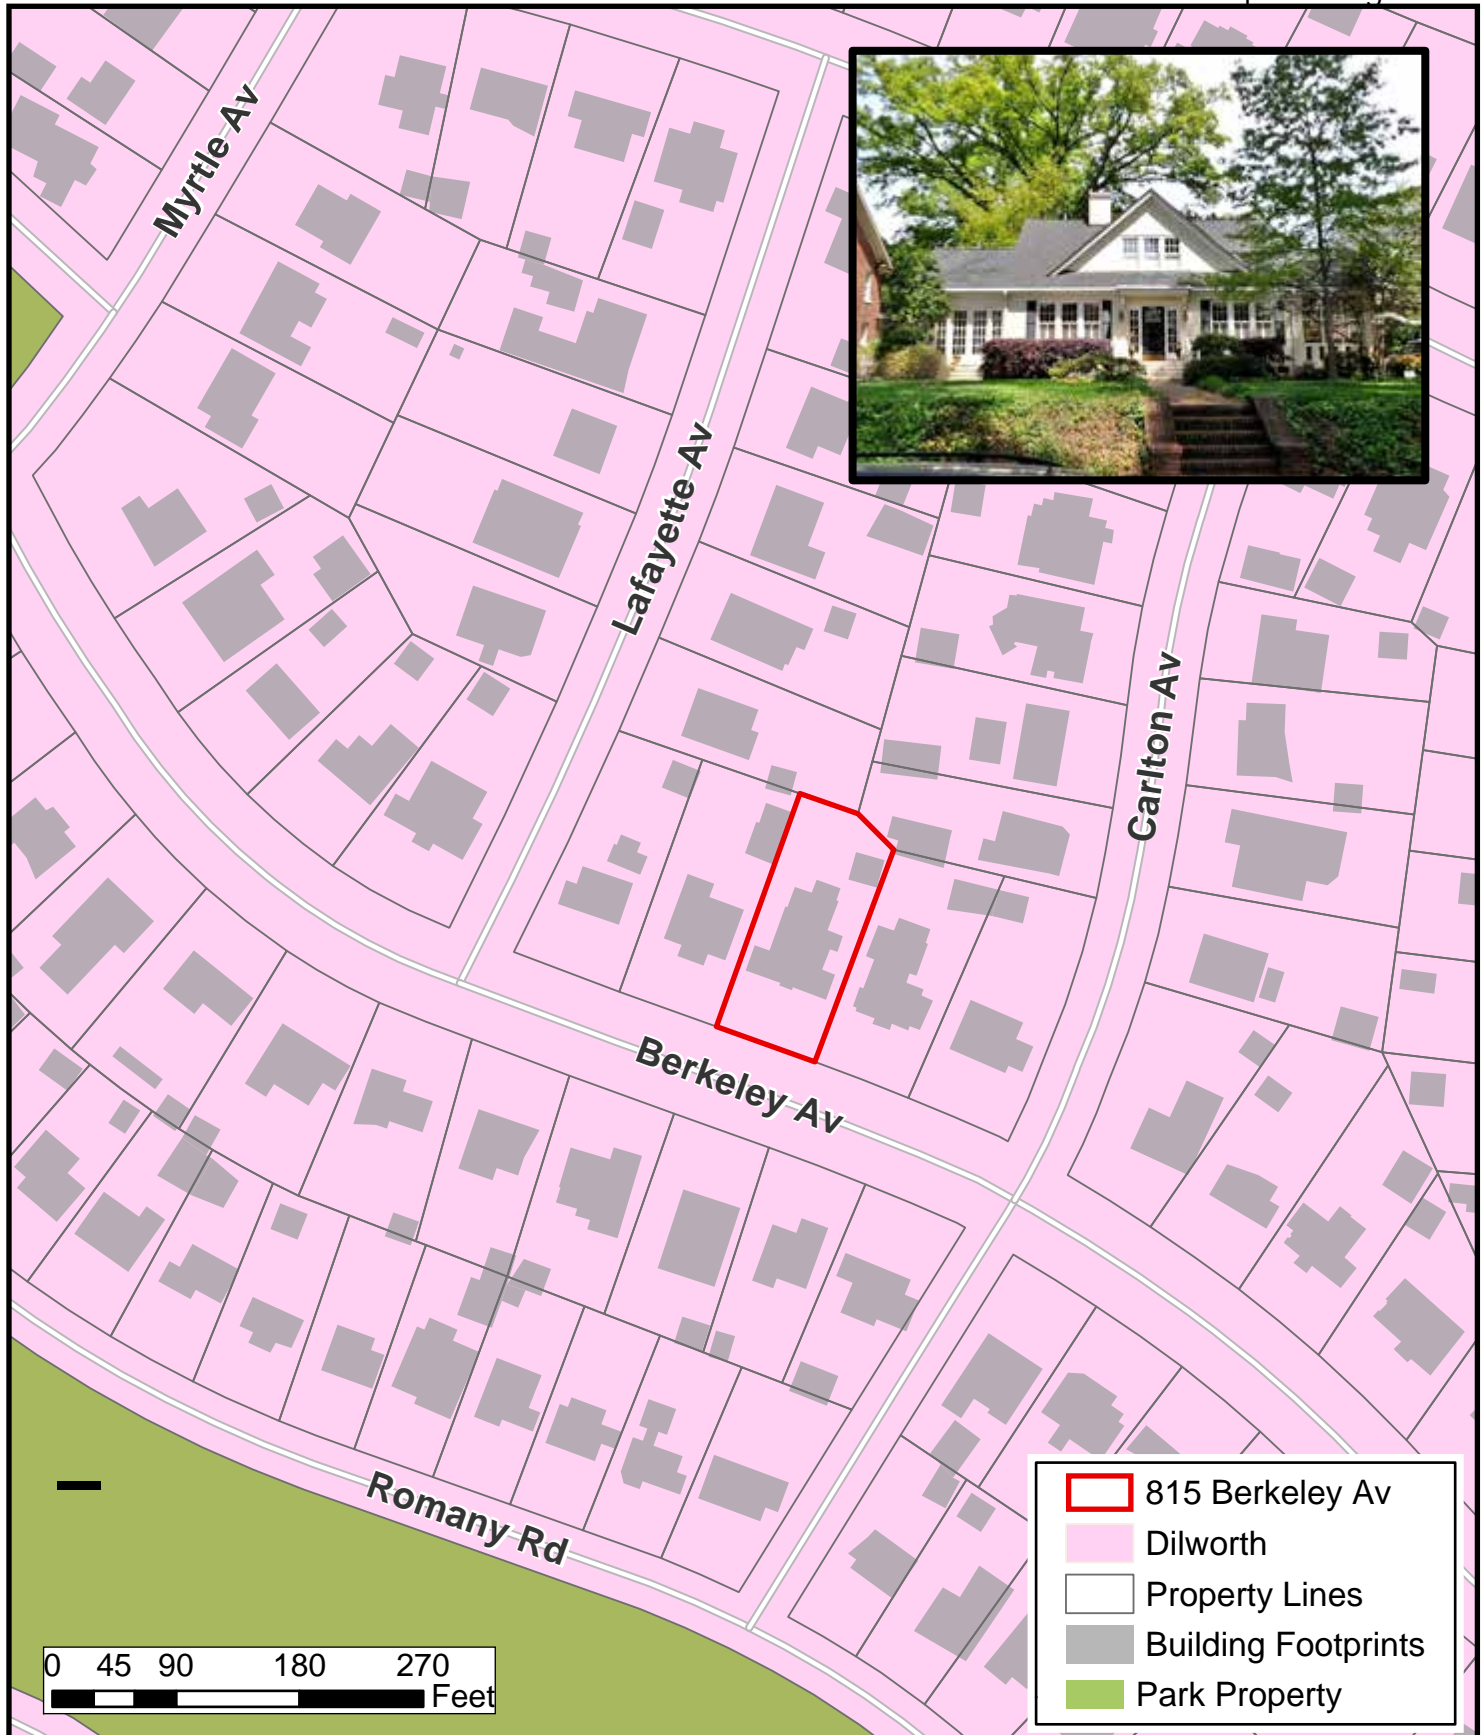 Myrtle Av
Lafayette Av
Carlton Av
Berkeley Av
Romany Rd
815 Berkeley Av
Dilworth
Property Lines
Building Footprints
Park Property
0 45 90 180 270
Feet